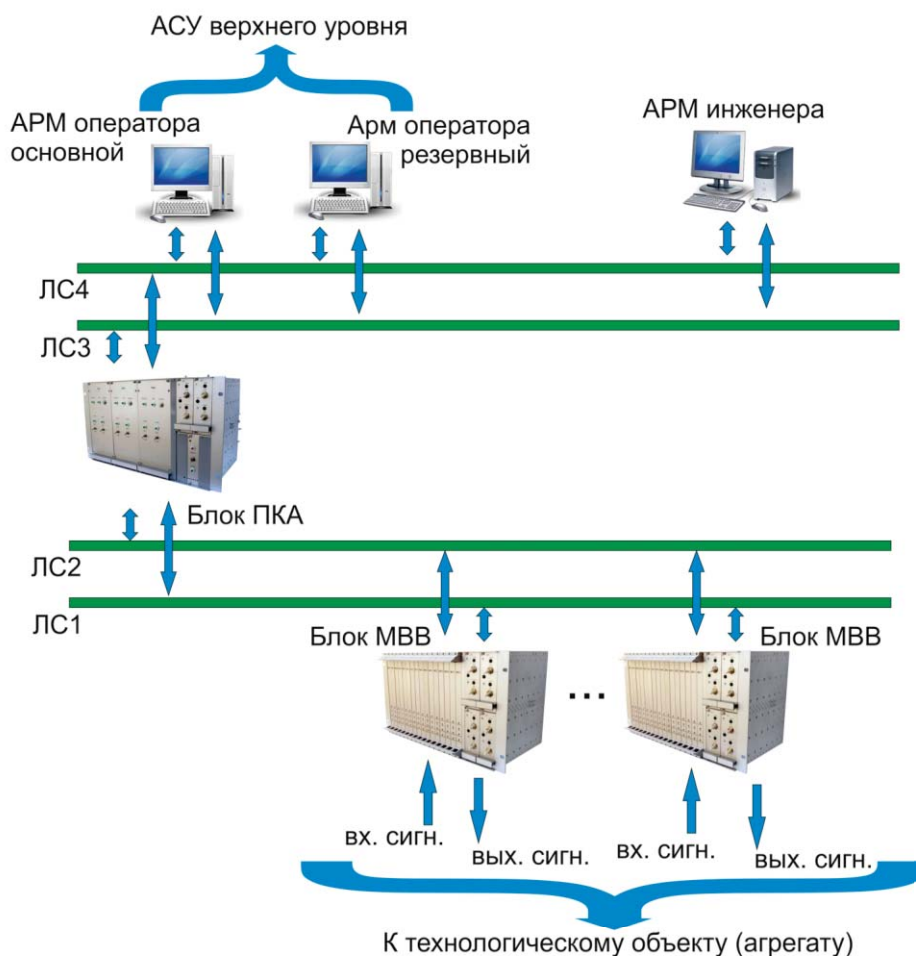 АСУ верхнего уровня
АРМ оператора
основной
Арм оператора
резервный
АРМ инженера
ЛС4
ЛС3
Блок ПКА
ЛС2
ЛС1
Блок МВВ
Блок МВВ
...
вх. сигн.
вых. сигн.
вх. сигн.
вых. сигн.
К технологическому объекту (агрегату)